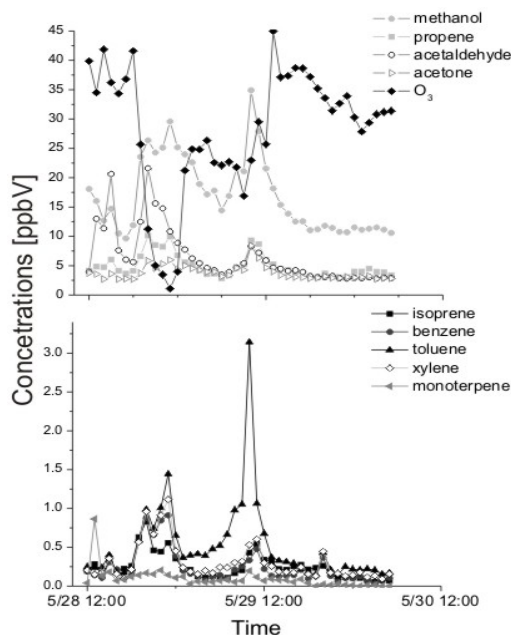 methanol
propene
acetaldehyde
acetone
O3
45
40
35
30
25
20
15
10
5
0
Concetrations [ppbV]
isoprene
benzene
toluene
xylene
monoterpene
3.0
2.5
2.0
1.5
1.0
0.5
0.0
5/28 12:00
5/29 12:00
5/30 12:00
Time